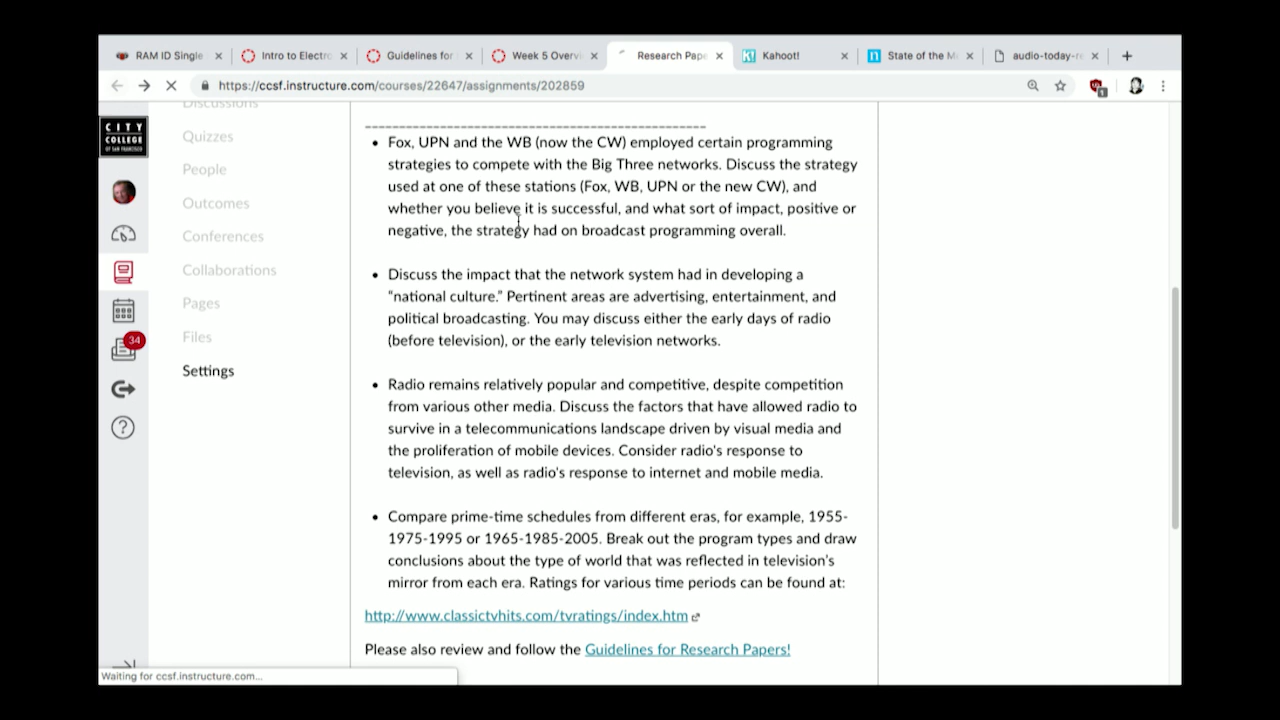 RAM ID Single
Intro to Electr
Guidelines for
Week 5 Overvi
Research Pape
Kahoot!
State of the M
audio-today-r
https://ccsf.instructure.com/courses/22647/assignments/202859
1
CITY
COLLEGE
OF SAN FRANCISCO
Discussions
Quizzes
People
Outcomes
Conferences
Collaborations
Pages
Files
34
Settings
----------------------------------------------------
• Fox, UPN and the WB (now the CW) employed certain programming
strategies to compete with the Big Three networks. Discuss the strategy
used at one of these stations (Fox, WB, UPN or the new CW), and
whether you believe it is successful, and what sort of impact, positive or
negative, the strategy had on broadcast programming overall.
• Discuss the impact that the network system had in developing a
“national culture.” Pertinent areas are advertising, entertainment, and
political broadcasting. You may discuss either the early days of radio
(before television), or the early television networks.
• Radio remains relatively popular and competitive, despite competition
from various other media. Discuss the factors that have allowed radio to
survive in a telecommunications landscape driven by visual media and
the proliferation of mobile devices. Consider radio's response to
television, as well as radio's response to internet and mobile media.
• Compare prime-time schedules from different eras, for example, 1955-
1975-1995 or 1965-1985-2005. Break out the program types and draw
conclusions about the type of world that was reflected in television's
mirror from each era. Ratings for various time periods can be found at:
http://www.classictvhits.com/tvratings/index.htm
Please also review and follow the Guidelines for Research Papers!
Waiting for ccsf.instructure.com...